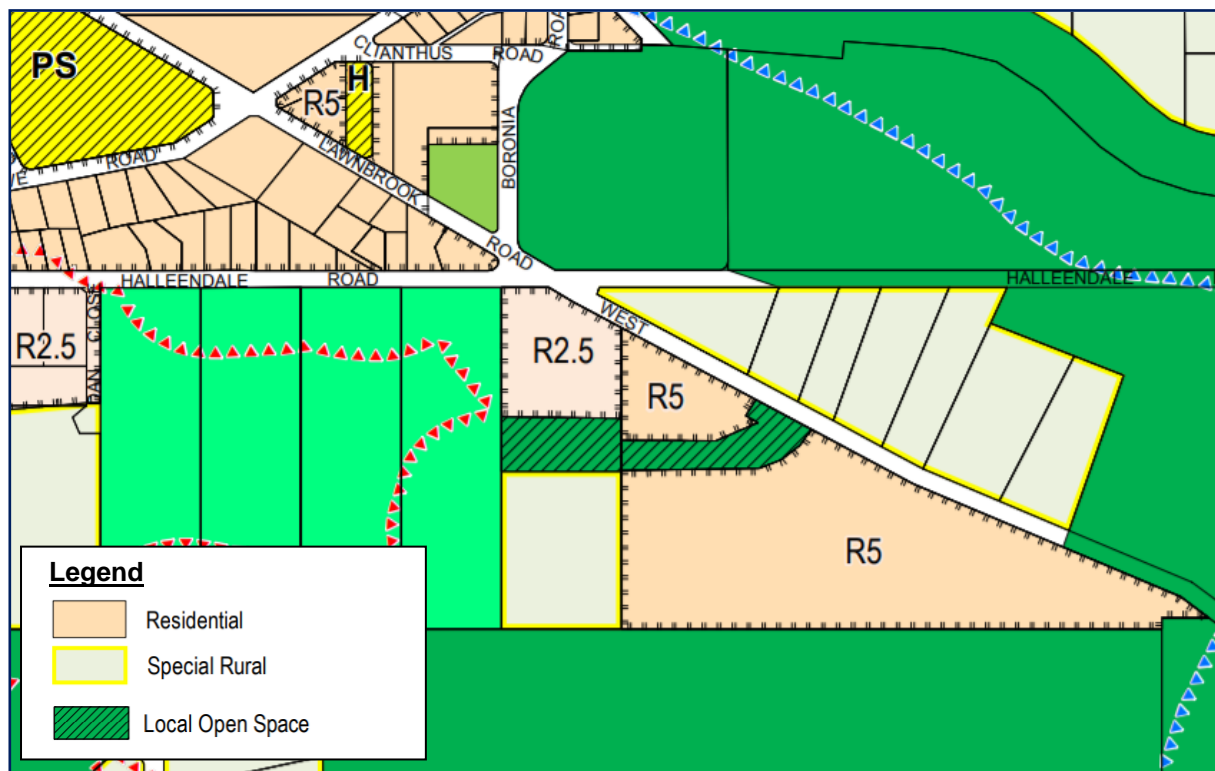 PS
CLIANTHUS ROAD
ROA
H
R5
BORONIA
ROAD
LAWNBROOK ROAD
HALLEENDALE ROAD
HALLEENDALE
WEST
R2.5
R2.5
R5
R5
CLOSE
Legend
Residential
Special Rural
Local Open Space